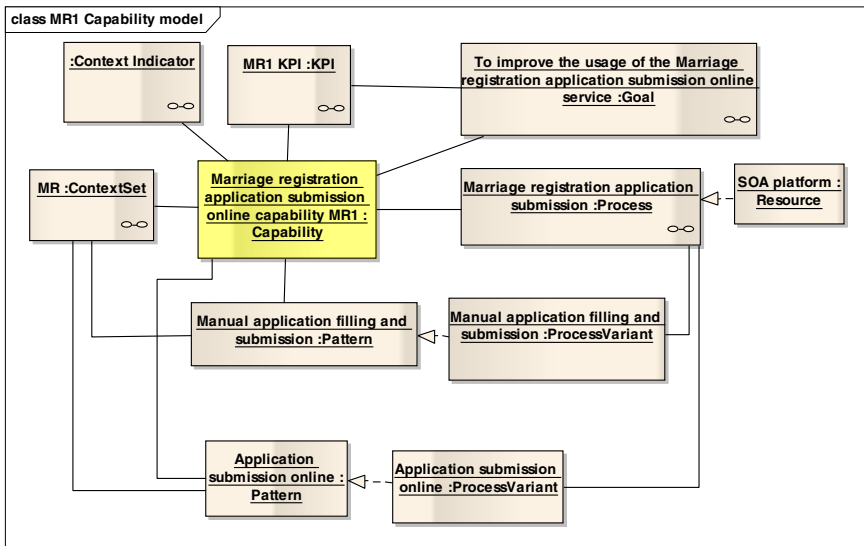 class MR1 Capability model
:Context Indicator
MR1 KPI :KPI
To improve the usage of the Marriage
registration application submission online
service :Goal
MR :ContextSet
Marriage registration
application submission
online capability MR1 :
Capability
Marriage registration application
submission :Process
SOA platform :
Resource
Manual application filling and
submission :Pattern
Manual application filling and
submission :ProcessVariant
Application
submission online :
Pattern
Application submission
online :ProcessVariant